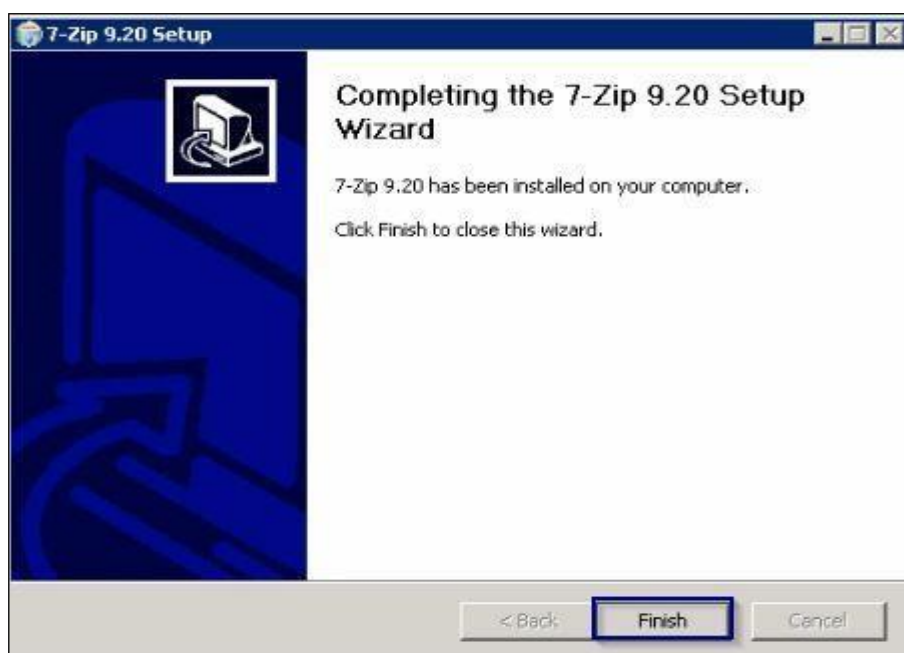 7-Zip 9.20 Setup
Completing the 7-Zip 9.20 Setup
Wizard
7-Zip 9.20 has been installed on your computer.
Click Finish to close this wizard.
< Back
Finish
Cancel